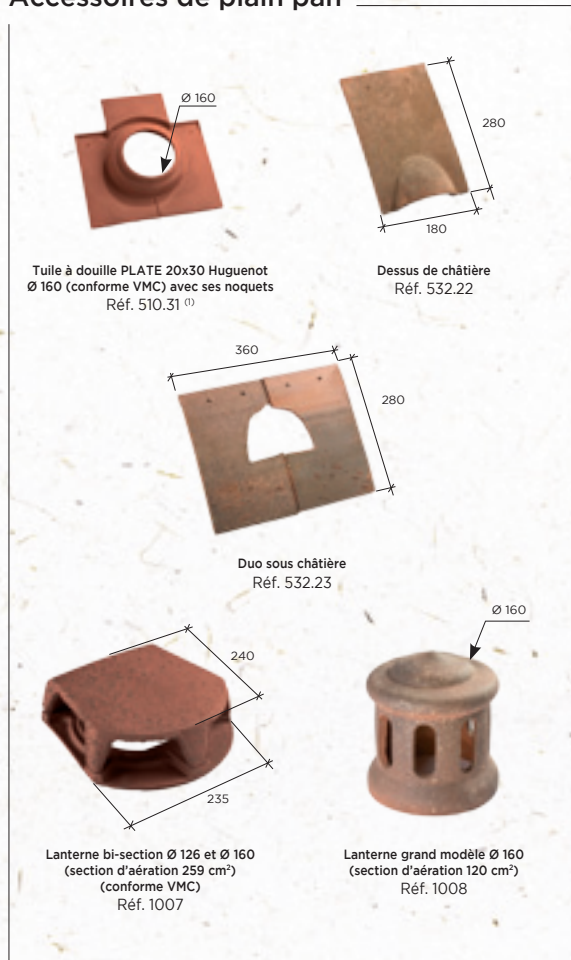 Accessoires de plain pan
Ø 160
280
180
Tuile à douille PLATE 20x30 Huguenot
Ø 160 (conforme VMC) avec ses noquets
Réf. 510.31 (1)
Dessus de châtière
Réf. 532.22
360
280
Duo sous châtière
Réf. 532.23
240
235
Ø 160
Lanterne bi-section Ø 126 et Ø 160
(section d'aération 259 cm²)
(conforme VMC)
Réf. 1007
Lanterne grand modèle Ø 160
(section d'aération 120 cm²)
Réf. 1008